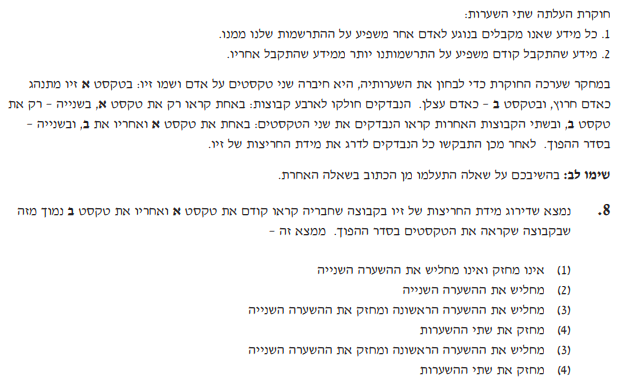 חוקרת העלתה שתי השערות:
1. כל מידע שאנו מקבלים בנוגע לאדם אחר משפיע על ההתרשמות שלנו ממנו.
2. מידע שהתקבל קודם משפיע על התרשמותנו יותר ממידע שהתקבל אחריו.
במחקר שערכה החוקרת כדי לבחון את השערותיה, היא חיברה שני טקסטים על אדם ושמו זיו: בטקסט א זיו מתנהג
כאדם חרוץ, ובטקסט ב – כאדם עצלן. הנבדקים חולקו לארבע קבוצות: באחת קראו רק את טקסט א, בשנייה – רק את
טקסט ב, ובשתי הקבוצות האחרות קראו הנבדקים את שני הטקסטים: באחת את טקסט א ואחריו את ב, ובשנייה –
בסדר ההפוך. לאחר מכן התבקשו כל הנבדקים לדרג את מידת החריצות של זיו.
שימו לב: בהשיבכם על שאלה התעלמו מן הכתוב בשאלה האחרת.
8. נמצא שדירוג מידת החריצות של זיו בקבוצה שחבריה קראו קודם את טקסט א ואחריו את טקסט ב נמוך מזה
שבקבוצה שקראה את הטקסטים בסדר ההפוך. ממצא זה –
(1) אינו מחזק ואינו מחליש את ההשערה השנייה
(2) מחליש את ההשערה השנייה
(3) מחליש את ההשערה הראשונה ומחזק את ההשערה השנייה
(4) מחזק את שתי ההשערות
(3) מחליש את ההשערה הראשונה ומחזק את ההשערה השנייה
(4) מחזק את שתי ההשערות